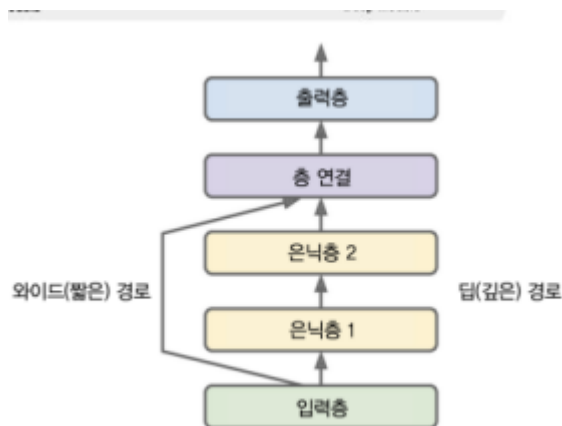 출력층
층 연결
은닉층 2
와이드(짧은) 경로
딥(깊은) 경로
은닉층 1
입력층